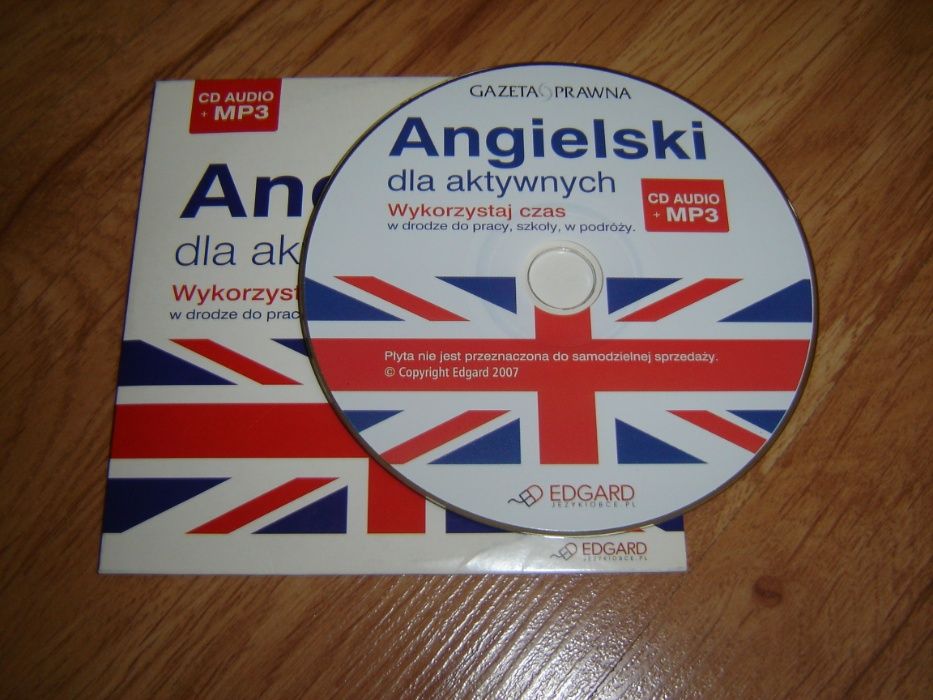 CD AUDIO
+ MP3
An
dla ak
Wykorzyst
w drodze do prac
EDGARD
JEZYKIOBCE.PL
GAZETA PRAWNA
Angielski
dla aktywnych
Wykorzystaj czas
w drodze do pracy, szkoły, w podróży.
CD AUDIO
+ MP3
Płyta nie jest przeznaczona do samodzielnej sprzedaży.
© Copyright Edgard 2007
EDGARD
JEZYKIOBCE.PL